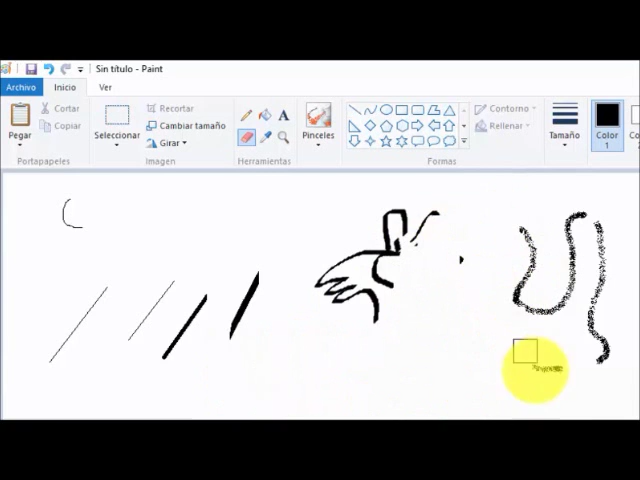 Sin título - Paint
Archivo Inicio Ver
Pegar
Cortar
Copiar
Portapapeles
Seleccionar
Recortar
Cambiar tamaño
Girar
Imagen
A
Herramientas
Pinceles
Contorno
Rellenar
Formas
Tamaño
Color
1